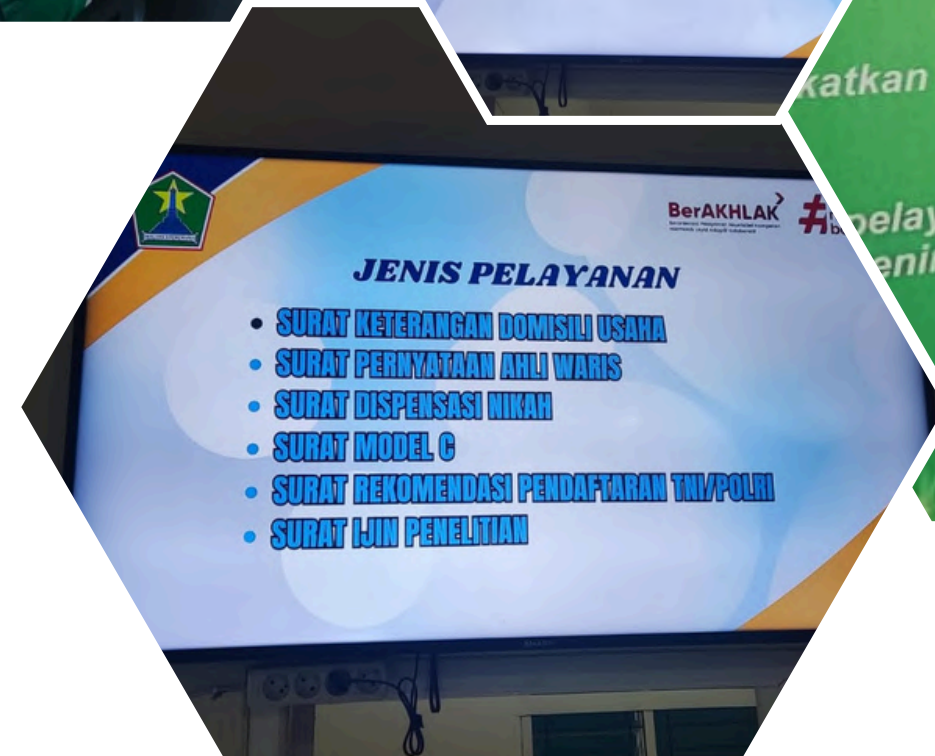 katkan
pelay
enin
BerAKHLAK
#
JENIS PELAYANAN
• SURAT KETERANGAN DOMISILI USAHA
• SURAT PERNYATAAN AHLI WARIS
• SURAT DISPENSASI NIKAH
• SURAT MODEL C
• SURAT REKOMENDASI PENDAFTARAN TNI/POLRI
• SURAT IJIN PENELITIAN